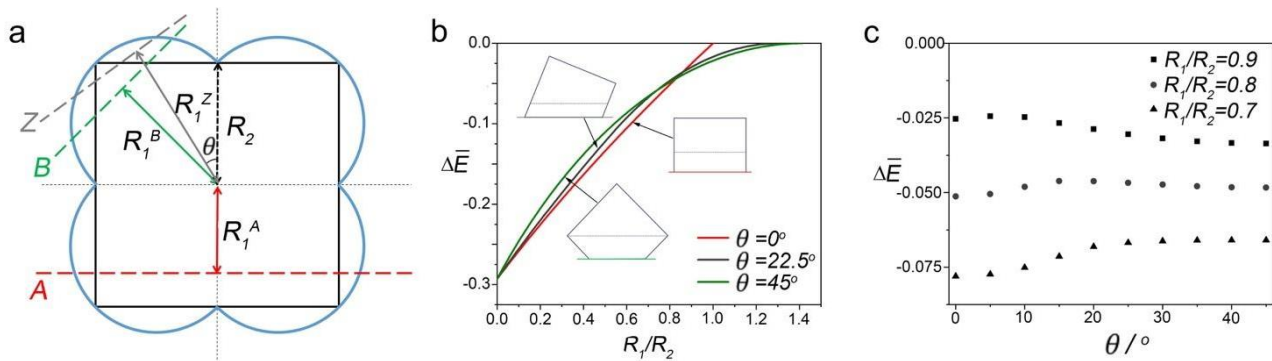 a
Z
B
A
R₁ᶻ
R₁ᴮ
θ
R₂
R₁ᴬ
b
0.0
-0.1
-0.2
-0.3
ΔE̅
0.0 0.2 0.4 0.6 0.8 1.0 1.2 1.4
R₁/R₂
θ =0°
θ =22.5°
θ =45°
c
0.000
-0.025
-0.050
-0.075
ΔE̅
R₁/R₂=0.9
R₁/R₂=0.8
R₁/R₂=0.7
0 10 20 30 40
θ / °